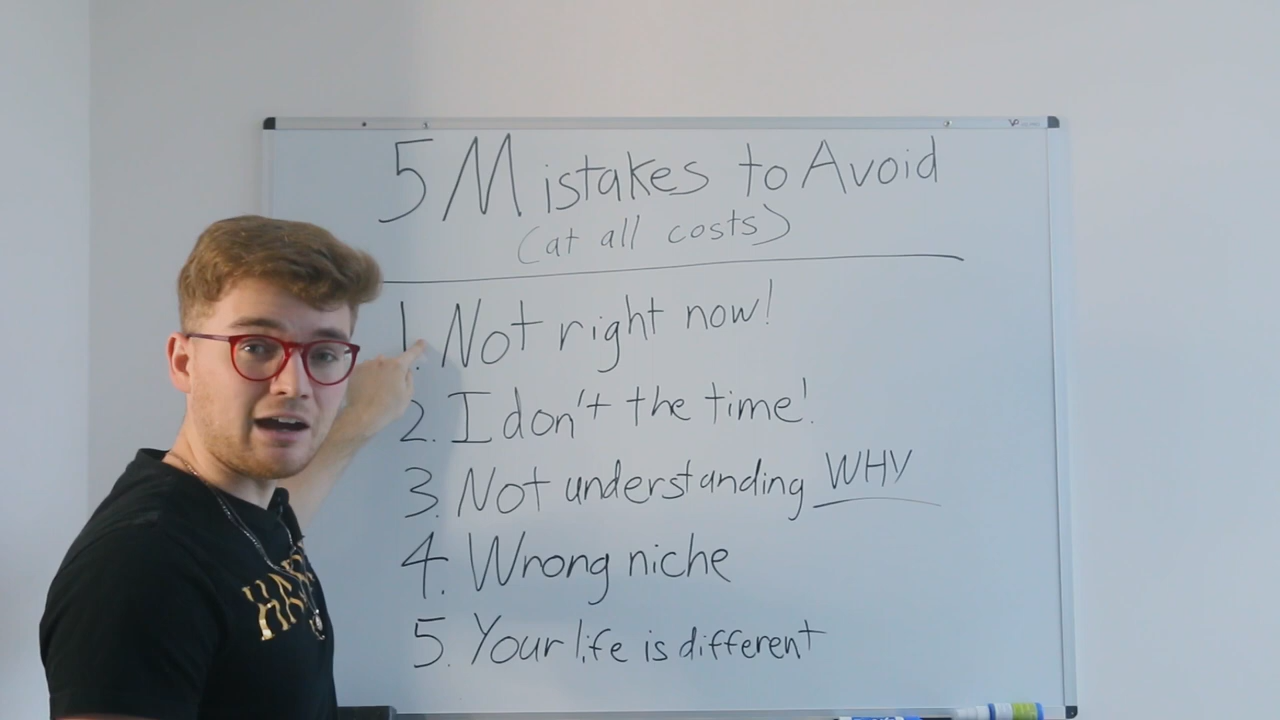 5 Mistakes to Avoid
(at all costs)
1. Not right now!
2. I don't the time!
3. Not understanding WHY
4. Wrong niche
5. Your life is different